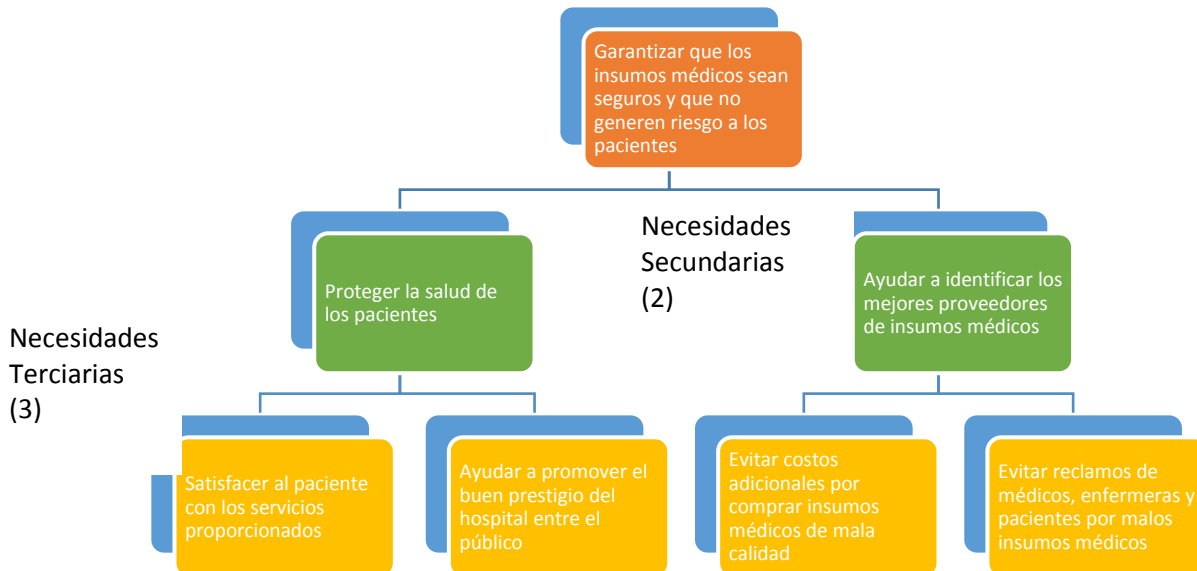 Garantizar que los
insumos médicos sean
seguros y que no
generen riesgo a los
pacientes
Necesidades
Secundarias
(2)
Proteger la salud de
los pacientes
Ayudar a identificar los
mejores proveedores
de insumos médicos
Necesidades
Terciarias
(3)
Satisfacer al paciente
con los servicios
proporcionados
Ayudar a promover el
buen prestigio del
hospital entre el
público
Evitar costos
adicionales por
comprar insumos
médicos de mala
calidad
Evitar reclamos de
médicos, enfermeras y
pacientes por malos
insumos médicos